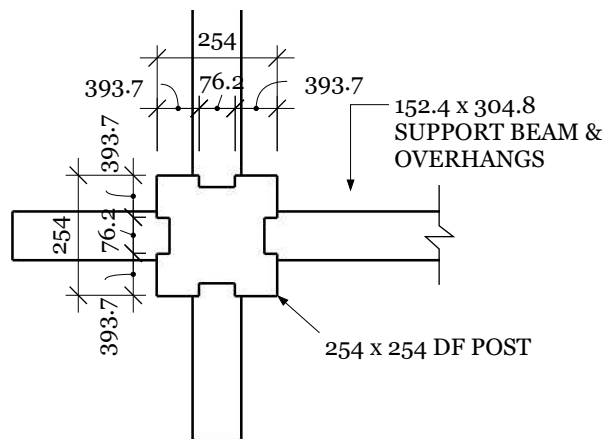 254
393.7
76.2
393.7
152.4 x 304.8
SUPPORT BEAM &
OVERHANGS
393.7
254
76.2
393.7
254 x 254 DF POST